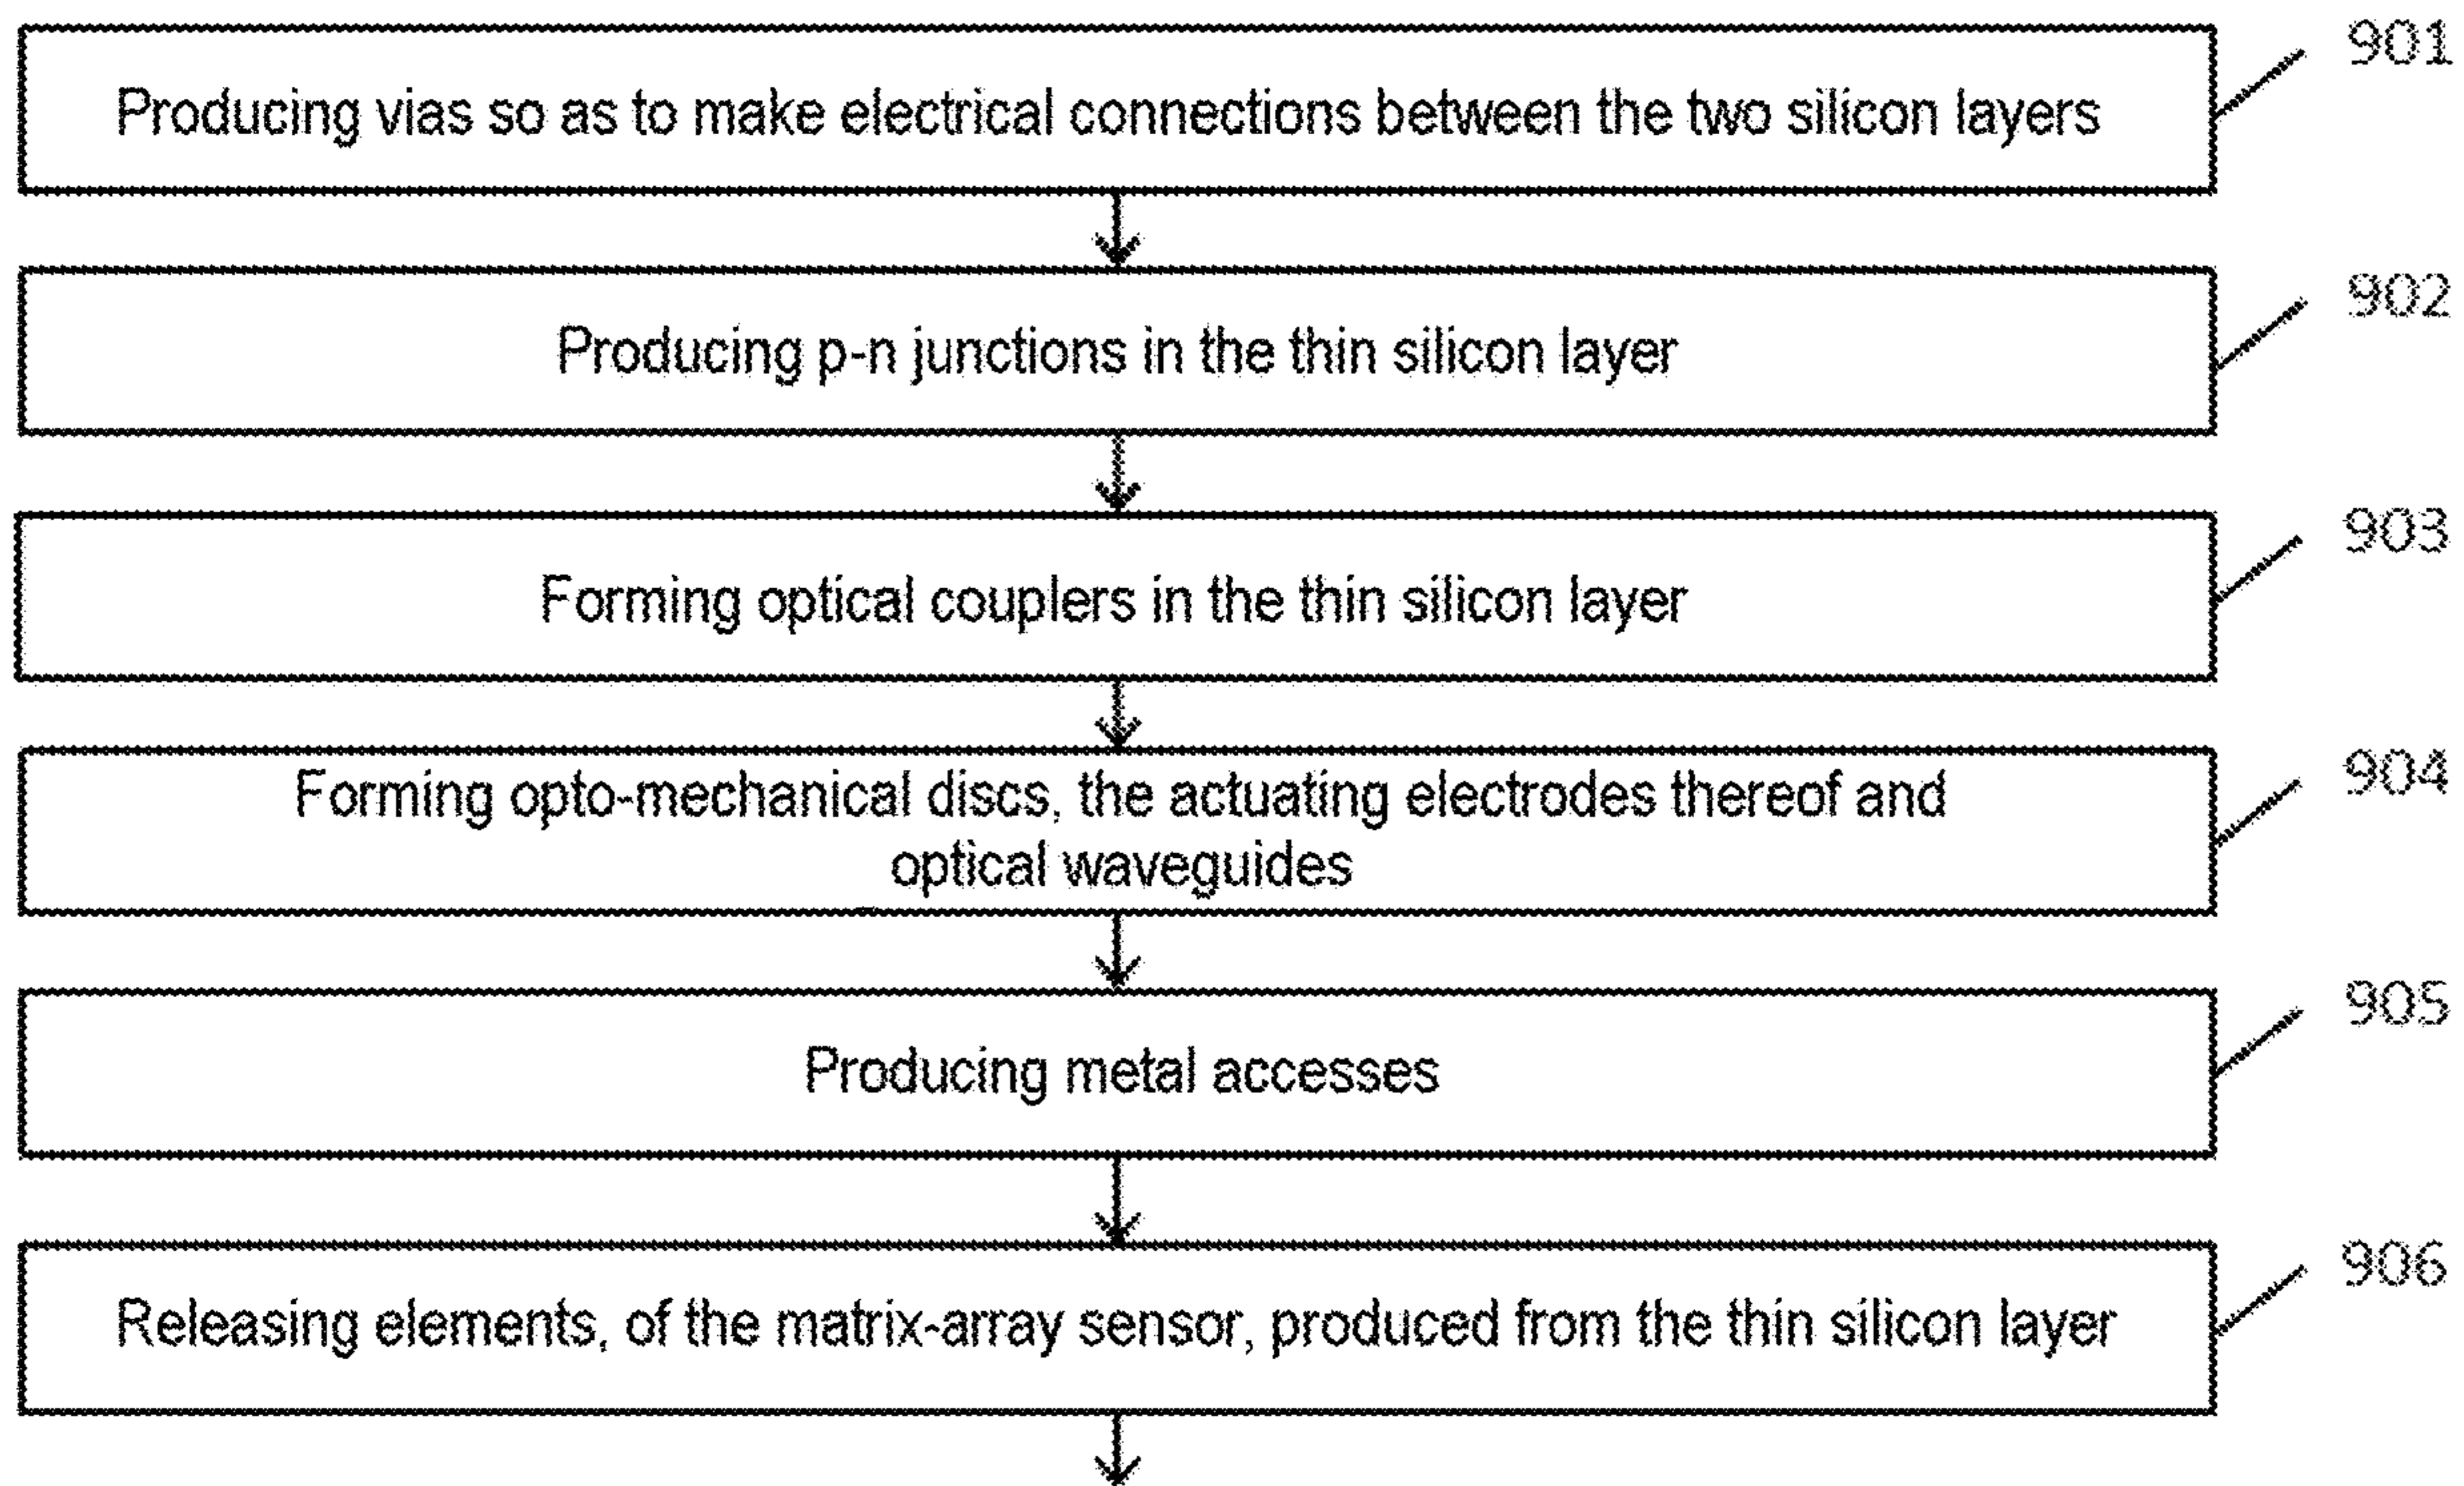 901
Producing vias so as to make electrical connections between the two silicon layers
902
Producing p-n junctions in the thin silicon layer
903
Forming optical couplers in the thin silicon layer
904
Forming opto-mechanical discs, the actuating electrodes thereof and
optical waveguides
905
Producing metal accesses
906
Releasing elements, of the matrix-array sensor, produced from the thin silicon layer